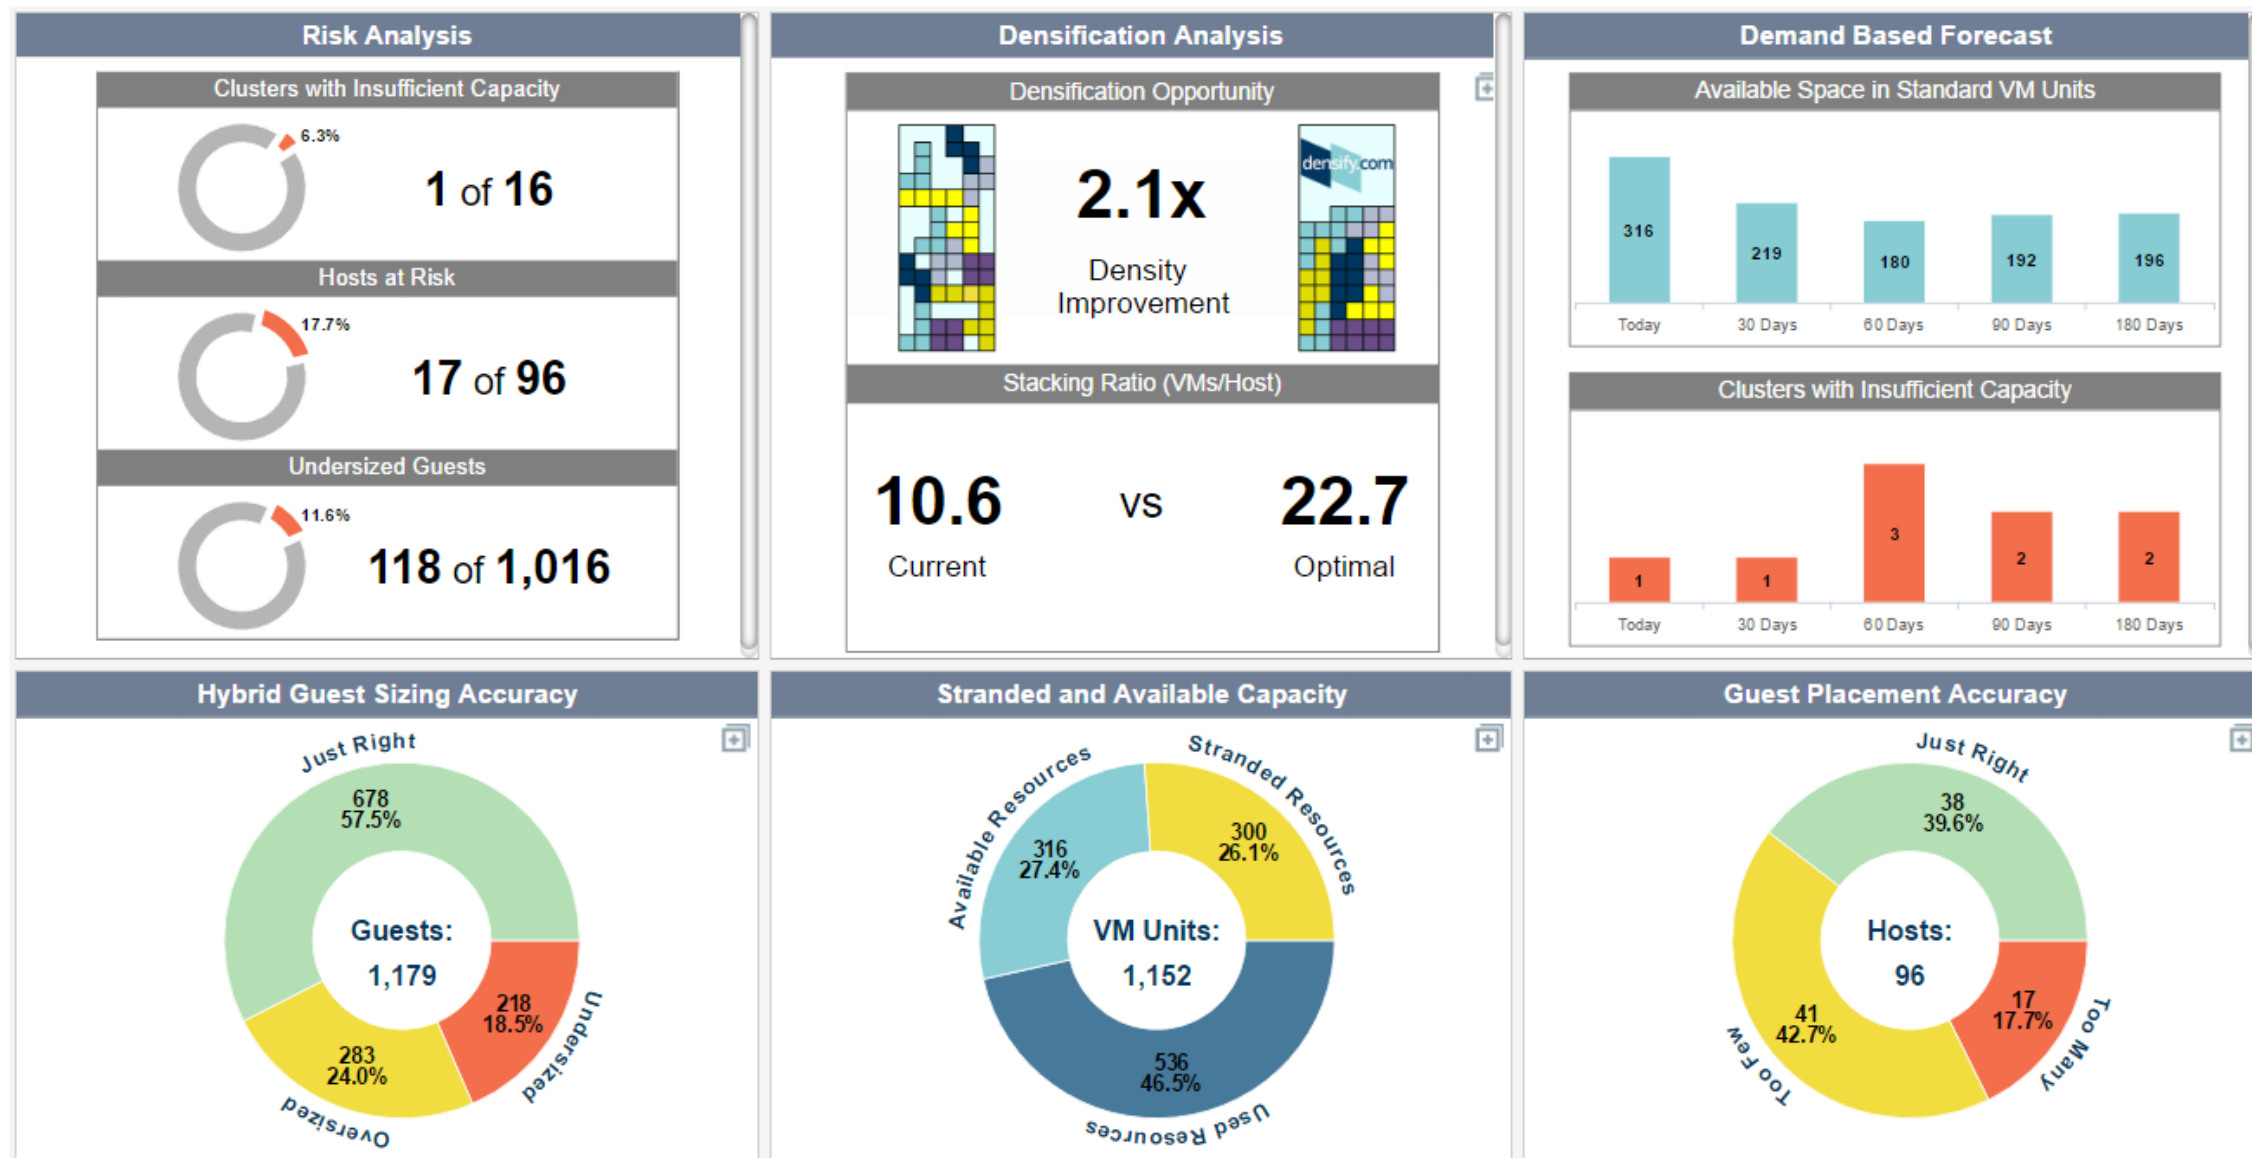 Risk Analysis
Clusters with Insufficient Capacity
6.3%
1 of 16
Hosts at Risk
17.7%
17 of 96
Undersized Guests
11.6%
118 of 1,016
Densification Analysis
Densification Opportunity
densify.com
2.1x
Density
Improvement
Stacking Ratio (VMs/Host)
10.6 vs 22.7
Current Optimal
Demand Based Forecast
Available Space in Standard VM Units
316 219 180 192 196
Today 30 Days 60 Days 90 Days 180 Days
Clusters with Insufficient Capacity
1 1 3 2 2
Today 30 Days 60 Days 90 Days 180 Days
Hybrid Guest Sizing Accuracy
Just Right
678
57.5%
Guests:
1,179
218
18.5%
Undersized
283
24.0%
Oversized
Stranded and Available Capacity
Available Resources
Stranded Resources
300
26.1%
316
27.4%
VM Units:
1,152
536
46.5%
Used Resources
Guest Placement Accuracy
Just Right
38
39.6%
Hosts:
96
17
17.7%
Too Many
41
42.7%
Too Few